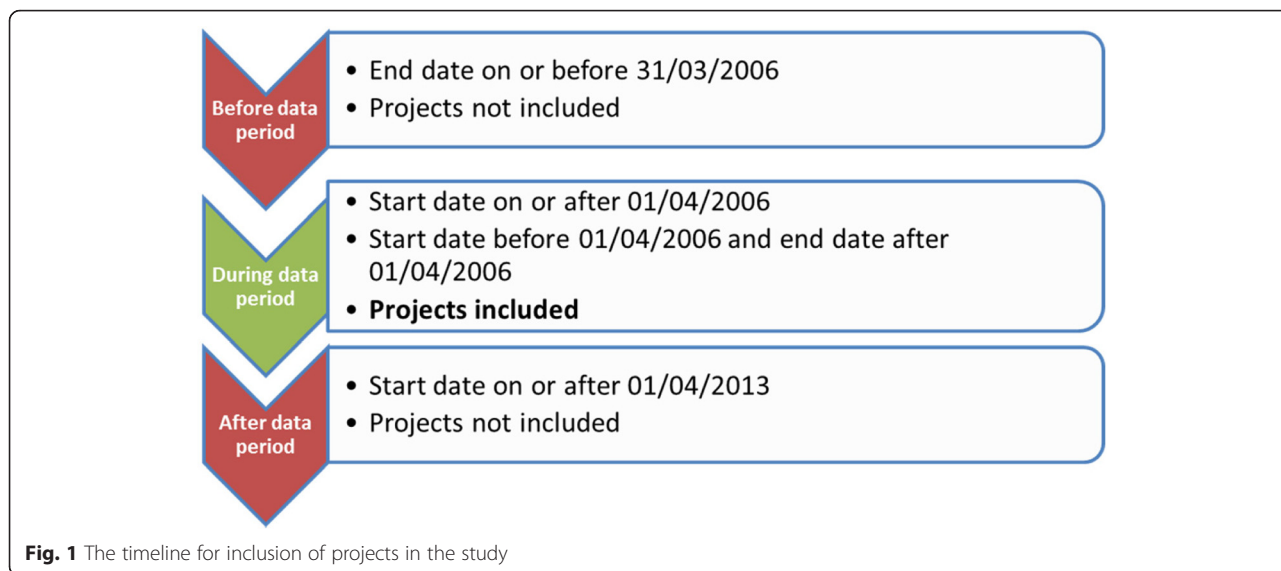 Before data
period
• End date on or before 31/03/2006
• Projects not included
During data
period
• Start date on or after 01/04/2006
• Start date before 01/04/2006 and end date after
01/04/2006
• Projects included
After data
period
• Start date on or after 01/04/2013
• Projects not included
Fig. 1 The timeline for inclusion of projects in the study